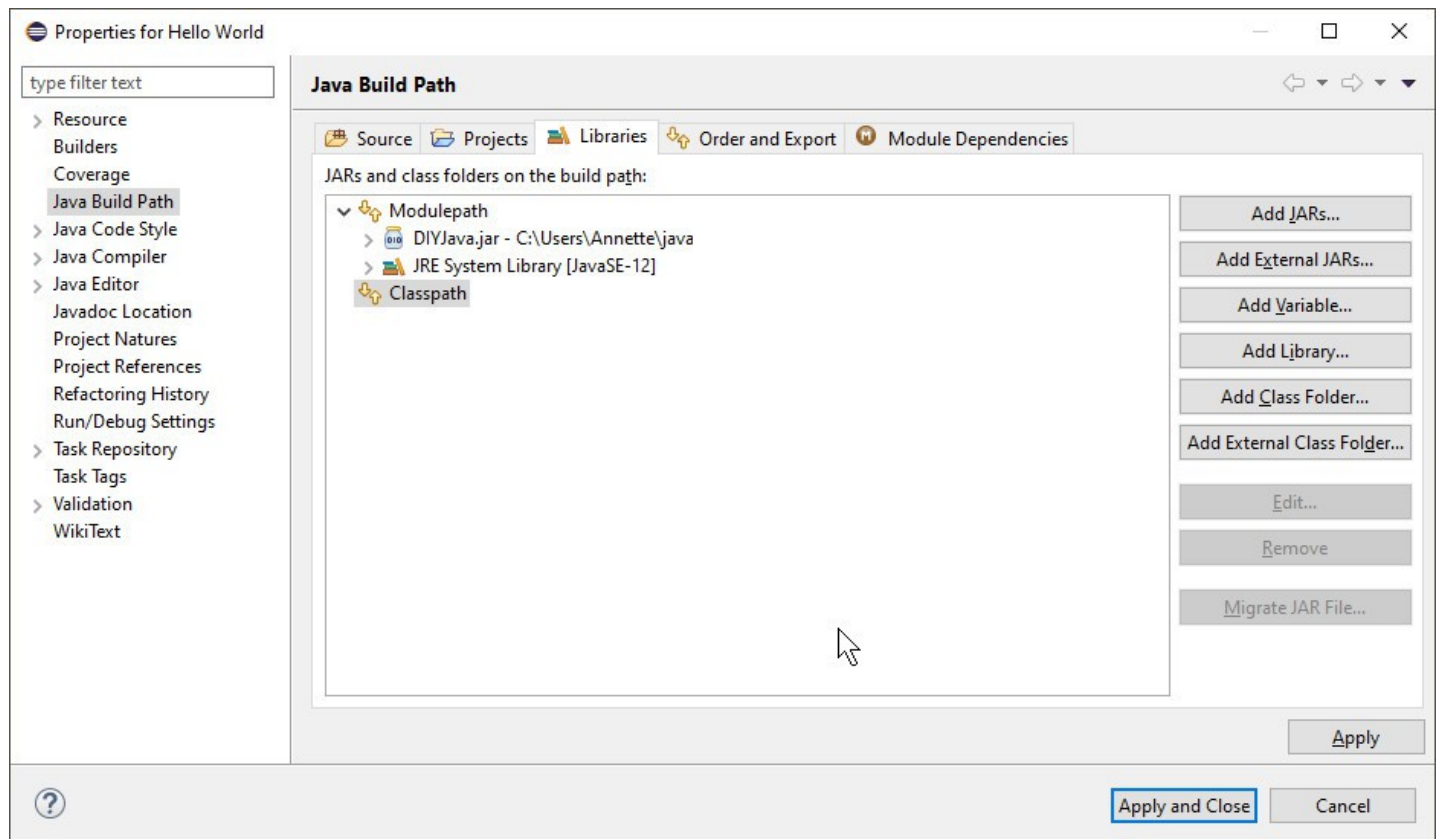 Properties for Hello World
type filter text
Resource
Builders
Coverage
Java Build Path
Java Code Style
Java Compiler
Java Editor
Javadoc Location
Project Natures
Project References
Refactoring History
Run/Debug Settings
Task Repository
Task Tags
Validation
WikiText
Java Build Path
Source Projects Libraries Order and Export Module Dependencies
JARs and class folders on the build path:
Modulepath
DIYJava.jar - C:\Users\Annette\java
JRE System Library [JavaSE-12]
Classpath
Add JARs...
Add External JARs...
Add Variable...
Add Library...
Add Class Folder...
Add External Class Folder...
Edit...
Remove
Migrate JAR File...
Apply
Apply and Close
Cancel